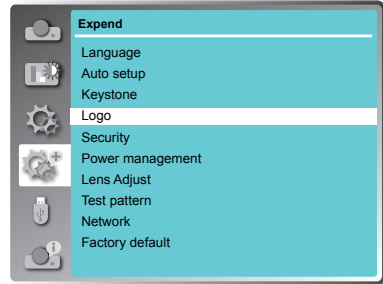 Expend
Language
Auto setup
Keystone
Logo
Security
Power management
Lens Adjust
Test pattern
Network
Factory default